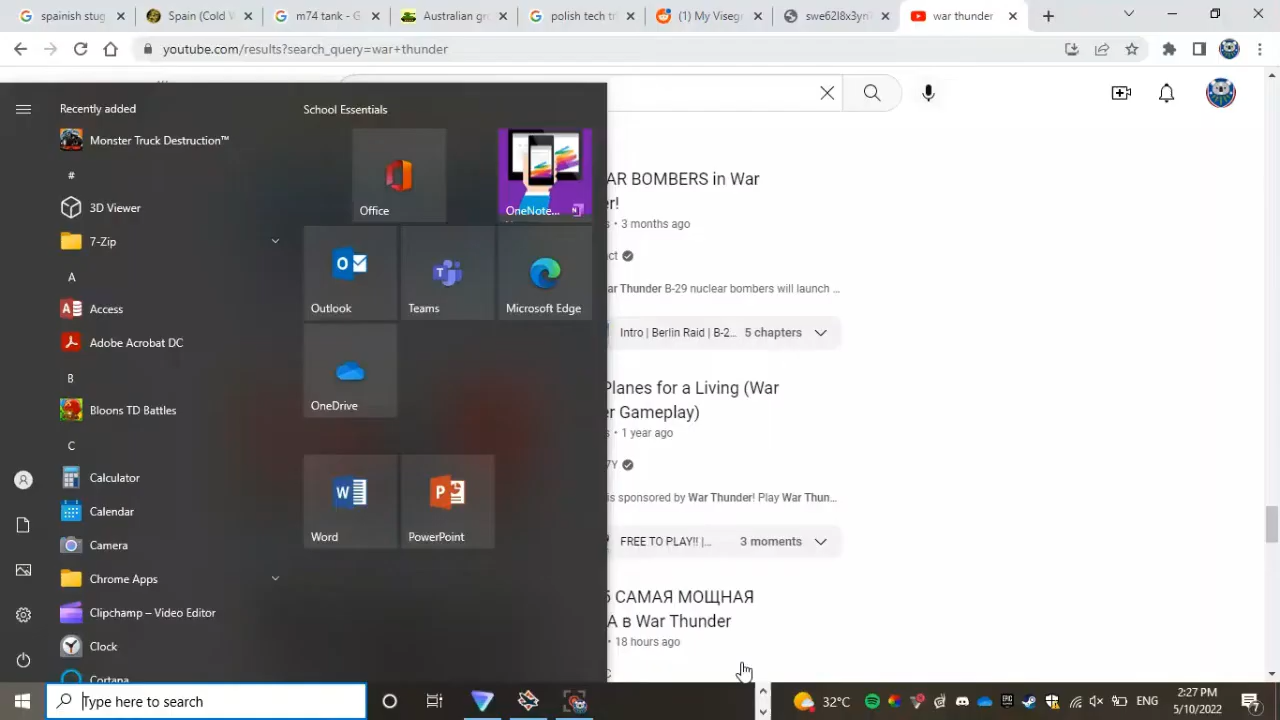 spainish stug
Spain (Cold W
m74 tank - G
Australian gr
polish tech tr
(1) My Visegr
swe62l8x3yn7
war thunder
youtube.com/results?search_query=war+thunder
Recently added
School Essentials
Monster Truck Destruction™
#
3D Viewer
7-Zip
A
Access
Adobe Acrobat DC
B
Bloons TD Battles
C
Calculator
Calendar
Camera
Chrome Apps
Clipchamp – Video Editor
Clock
Cortana
Office
OneNote...
Outlook
Teams
Microsoft Edge
OneDrive
Word
PowerPoint
AR BOMBERS in War
r!
s • 3 months ago
ct
ar Thunder B-29 nuclear bombers will launch ...
Intro | Berlin Raid | B-2... 5 chapters
Planes for a Living (War
er Gameplay)
s • 1 year ago
7Y
is sponsored by War Thunder! Play War Thun...
FREE TO PLAY!! |... 3 moments
САМАЯ МОЩНАЯ
А в War Thunder
• 18 hours ago
Type here to search
32°C
ENG
2:27 PM
5/10/2022